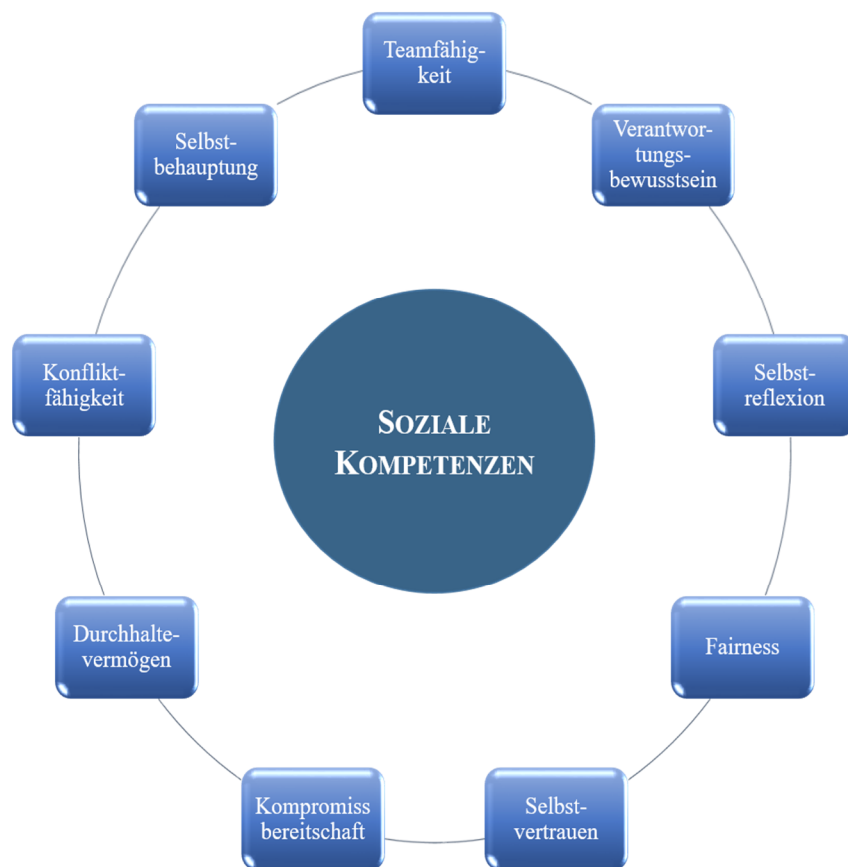 Teamfähig-
keit
Verantwor-
tungs-
bewusstsein
Selbst-
reflexion
Fairness
Selbst-
vertrauen
Kompromiss
bereitschaft
Durchhalte-
vermögen
Konflikt-
fähigkeit
Selbst-
behauptung
SOZIALE
KOMPETENZEN